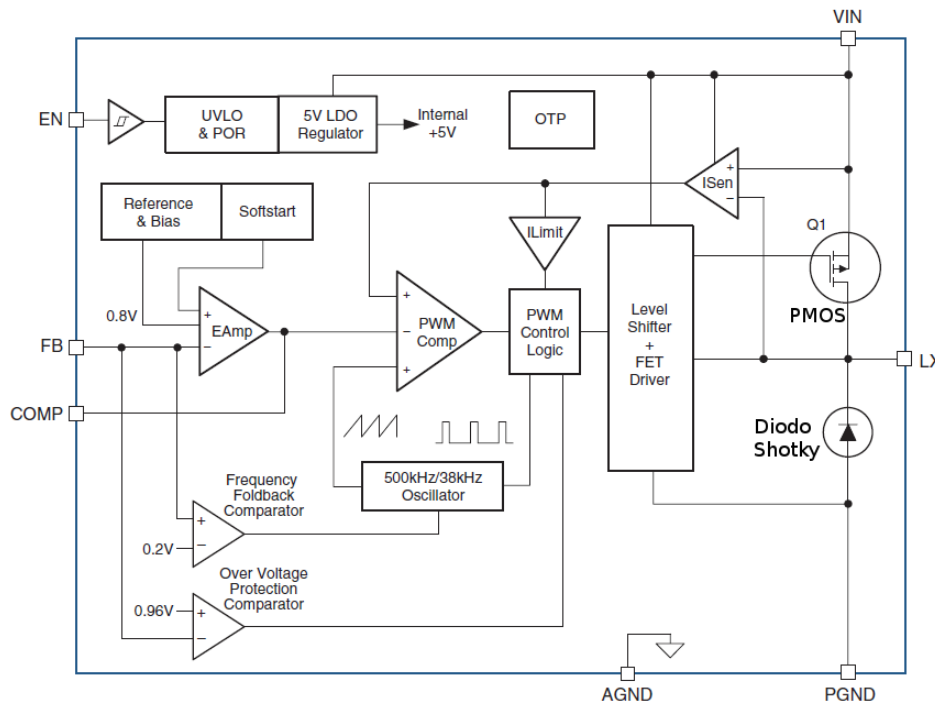 VIN
EN
UVLO
& POR
5V LDO
Regulator
Internal
+5V
OTP
Reference
& Bias
Softstart
ISen
+
−
ILimit
Q1
PMOS
0.8V
+
−
EAmp
+
−
+
PWM
Comp
PWM
Control
Logic
Level
Shifter
+
FET
Driver
FB
COMP
LX
Diodo
Shotky
500kHz/38kHz
Oscillator
Frequency
Foldback
Comparator
+
−
0.2V
Over Voltage
Protection
Comparator
0.96V
+
−
AGND
PGND